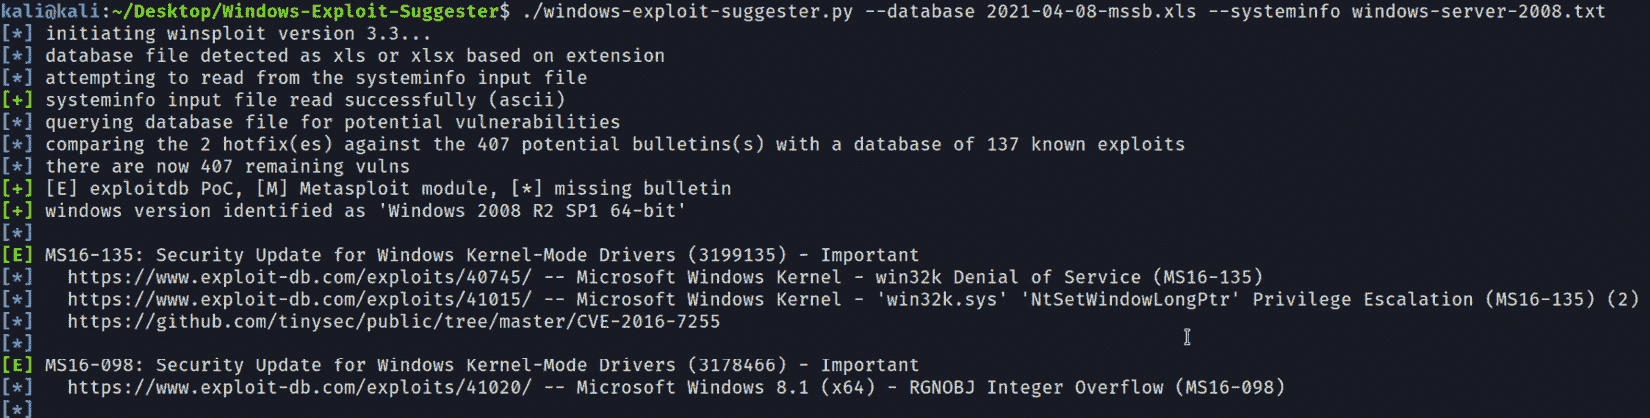 kali@kali:~/Desktop/Windows-Exploit-Suggester$ ./windows-exploit-suggester.py --database 2021-04-08-mssb.xls --systeminfo windows-server-2008.txt
[*] initiating winsploit version 3.3...
[*] database file detected as xls or xlsx based on extension
[*] attempting to read from the systeminfo input file
[+] systeminfo input file read successfully (ascii)
[*] querying database file for potential vulnerabilities
[*] comparing the 2 hotfix(es) against the 407 potential bulletins(s) with a database of 137 known exploits
[*] there are now 407 remaining vulns
[+] [E] exploitdb PoC, [M] Metasploit module, [*] missing bulletin
[+] windows version identified as 'Windows 2008 R2 SP1 64-bit'
[*]
[E] MS16-135: Security Update for Windows Kernel-Mode Drivers (3199135) - Important
[*]   https://www.exploit-db.com/exploits/40745/ -- Microsoft Windows Kernel - win32k Denial of Service (MS16-135)
[*]   https://www.exploit-db.com/exploits/41015/ -- Microsoft Windows Kernel - 'win32k.sys' 'NtSetWindowLongPtr' Privilege Escalation (MS16-135) (2)
[*]   https://github.com/tinysec/public/tree/master/CVE-2016-7255
[*]
[E] MS16-098: Security Update for Windows Kernel-Mode Drivers (3178466) - Important
[*]   https://www.exploit-db.com/exploits/41020/ -- Microsoft Windows 8.1 (x64) - RGNOBJ Integer Overflow (MS16-098)
[*]